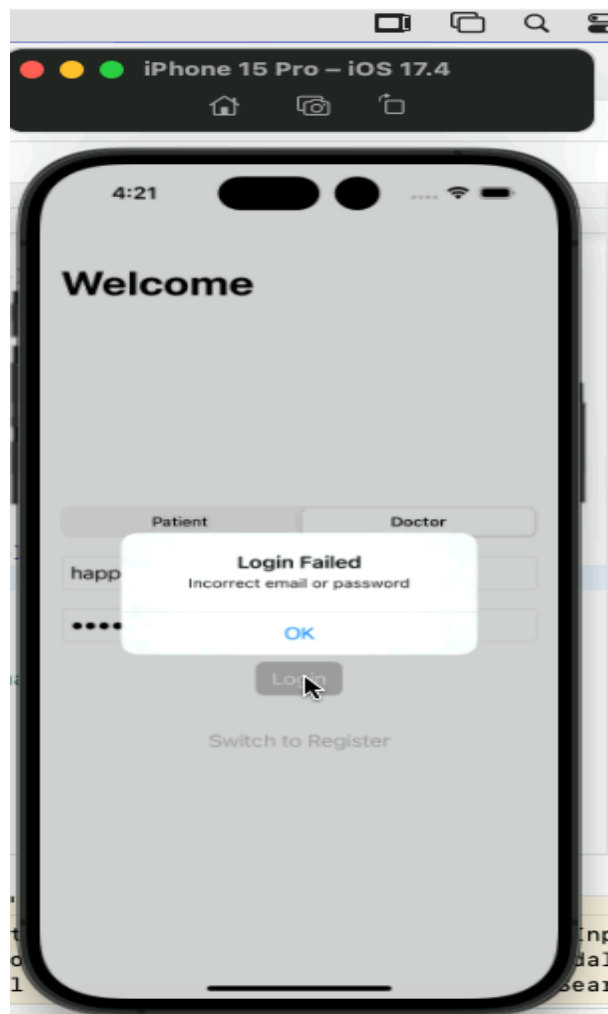 iPhone 15 Pro – iOS 17.4
4:21
Welcome
Patient Doctor
happ
Login Failed
Incorrect email or password
OK
Login
Switch to Register